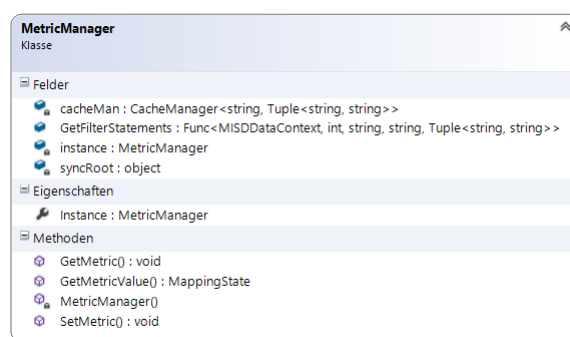 MetricManager
Klasse
Felder
cacheMan : CacheManager<string, Tuple<string, string>>
GetFilterStatements : Func<MISDDataContext, int, string, string, Tuple<string, string>>
instance : MetricManager
syncRoot : object
Eigenschaften
Instance : MetricManager
Methoden
GetMetric() : void
GetMetricValue() : MappingState
MetricManager()
SetMetric() : void